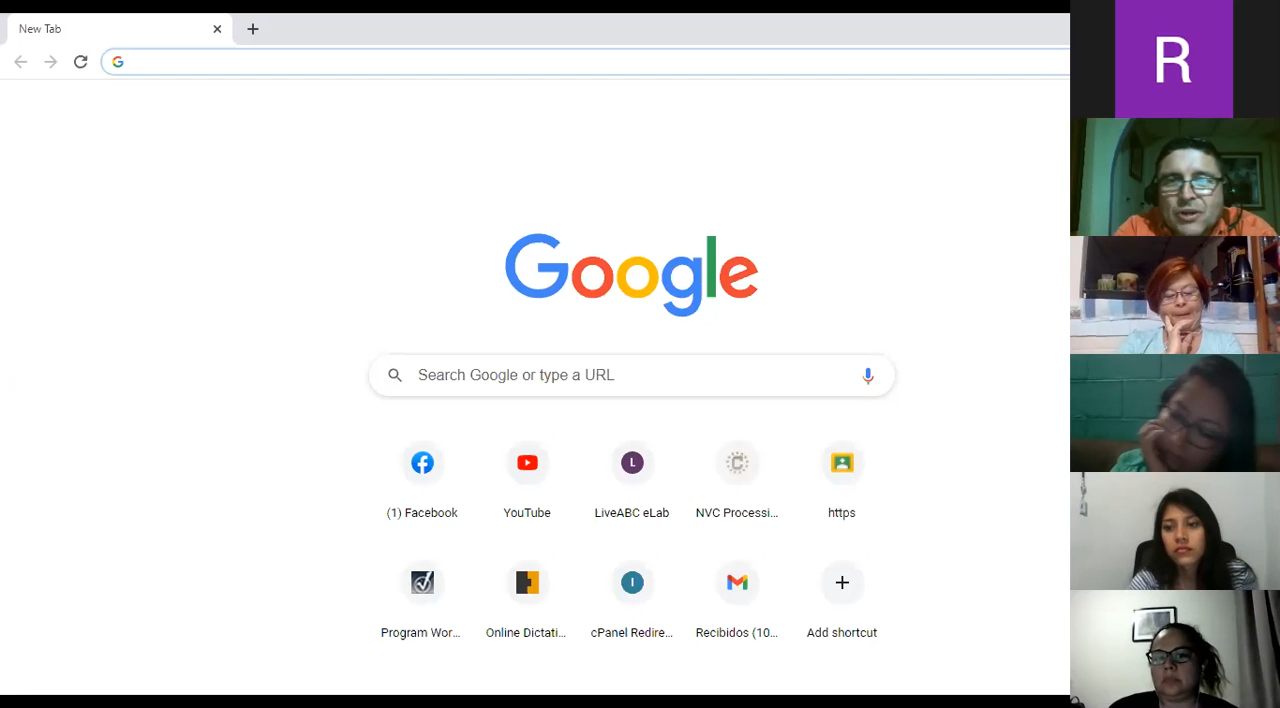 New Tab
R
Google
Search Google or type a URL
L
C
(1) Facebook
YouTube
LiveABC eLab
NVC Processi...
https
I
Program Wor...
Online Dictati...
cPanel Redire...
Recibidos (10...
Add shortcut